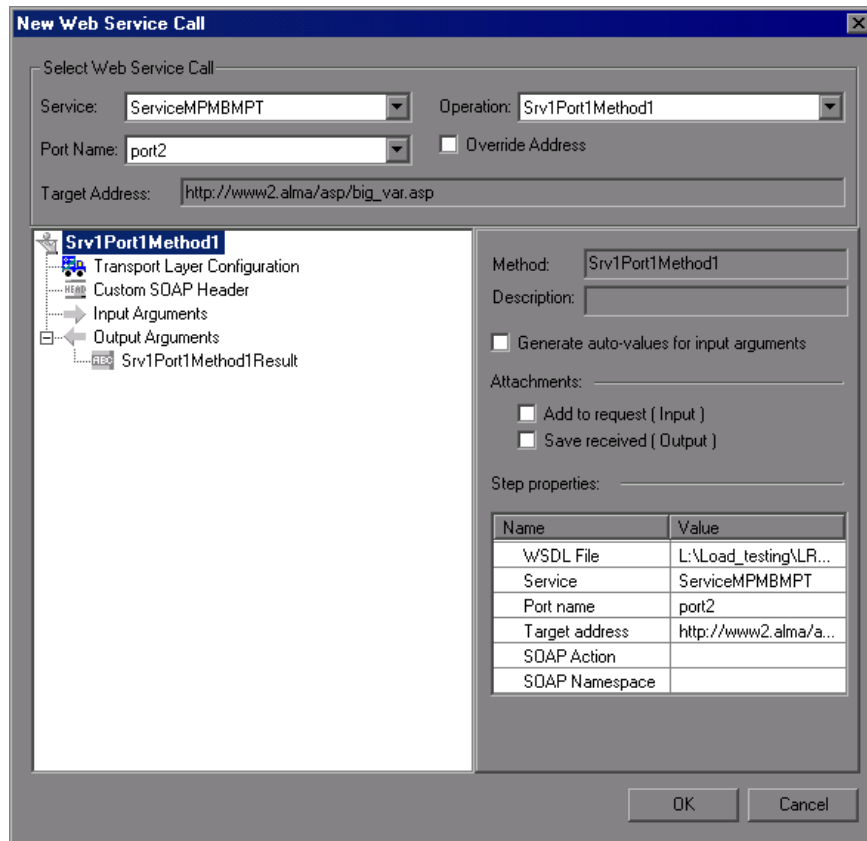 New Web Service Call
Select Web Service Call
Service: ServiceMPMBMPT Operation: Srv1Port1Method1
Port Name: port2 Override Address
Target Address: http://www2.alma/asp/big_var.asp
Srv1Port1Method1
Transport Layer Configuration
HEAD Custom SOAP Header
Input Arguments
Output Arguments
ABC Srv1Port1Method1Result
Method: Srv1Port1Method1
Description:
Generate auto-values for input arguments
Attachments:
Add to request ( Input )
Save received ( Output )
Step properties:
Name Value
WSDL File L:\Load_testing\LR...
Service ServiceMPMBMPT
Port name port2
Target address http://www2.alma/a...
SOAP Action
SOAP Namespace
OK Cancel